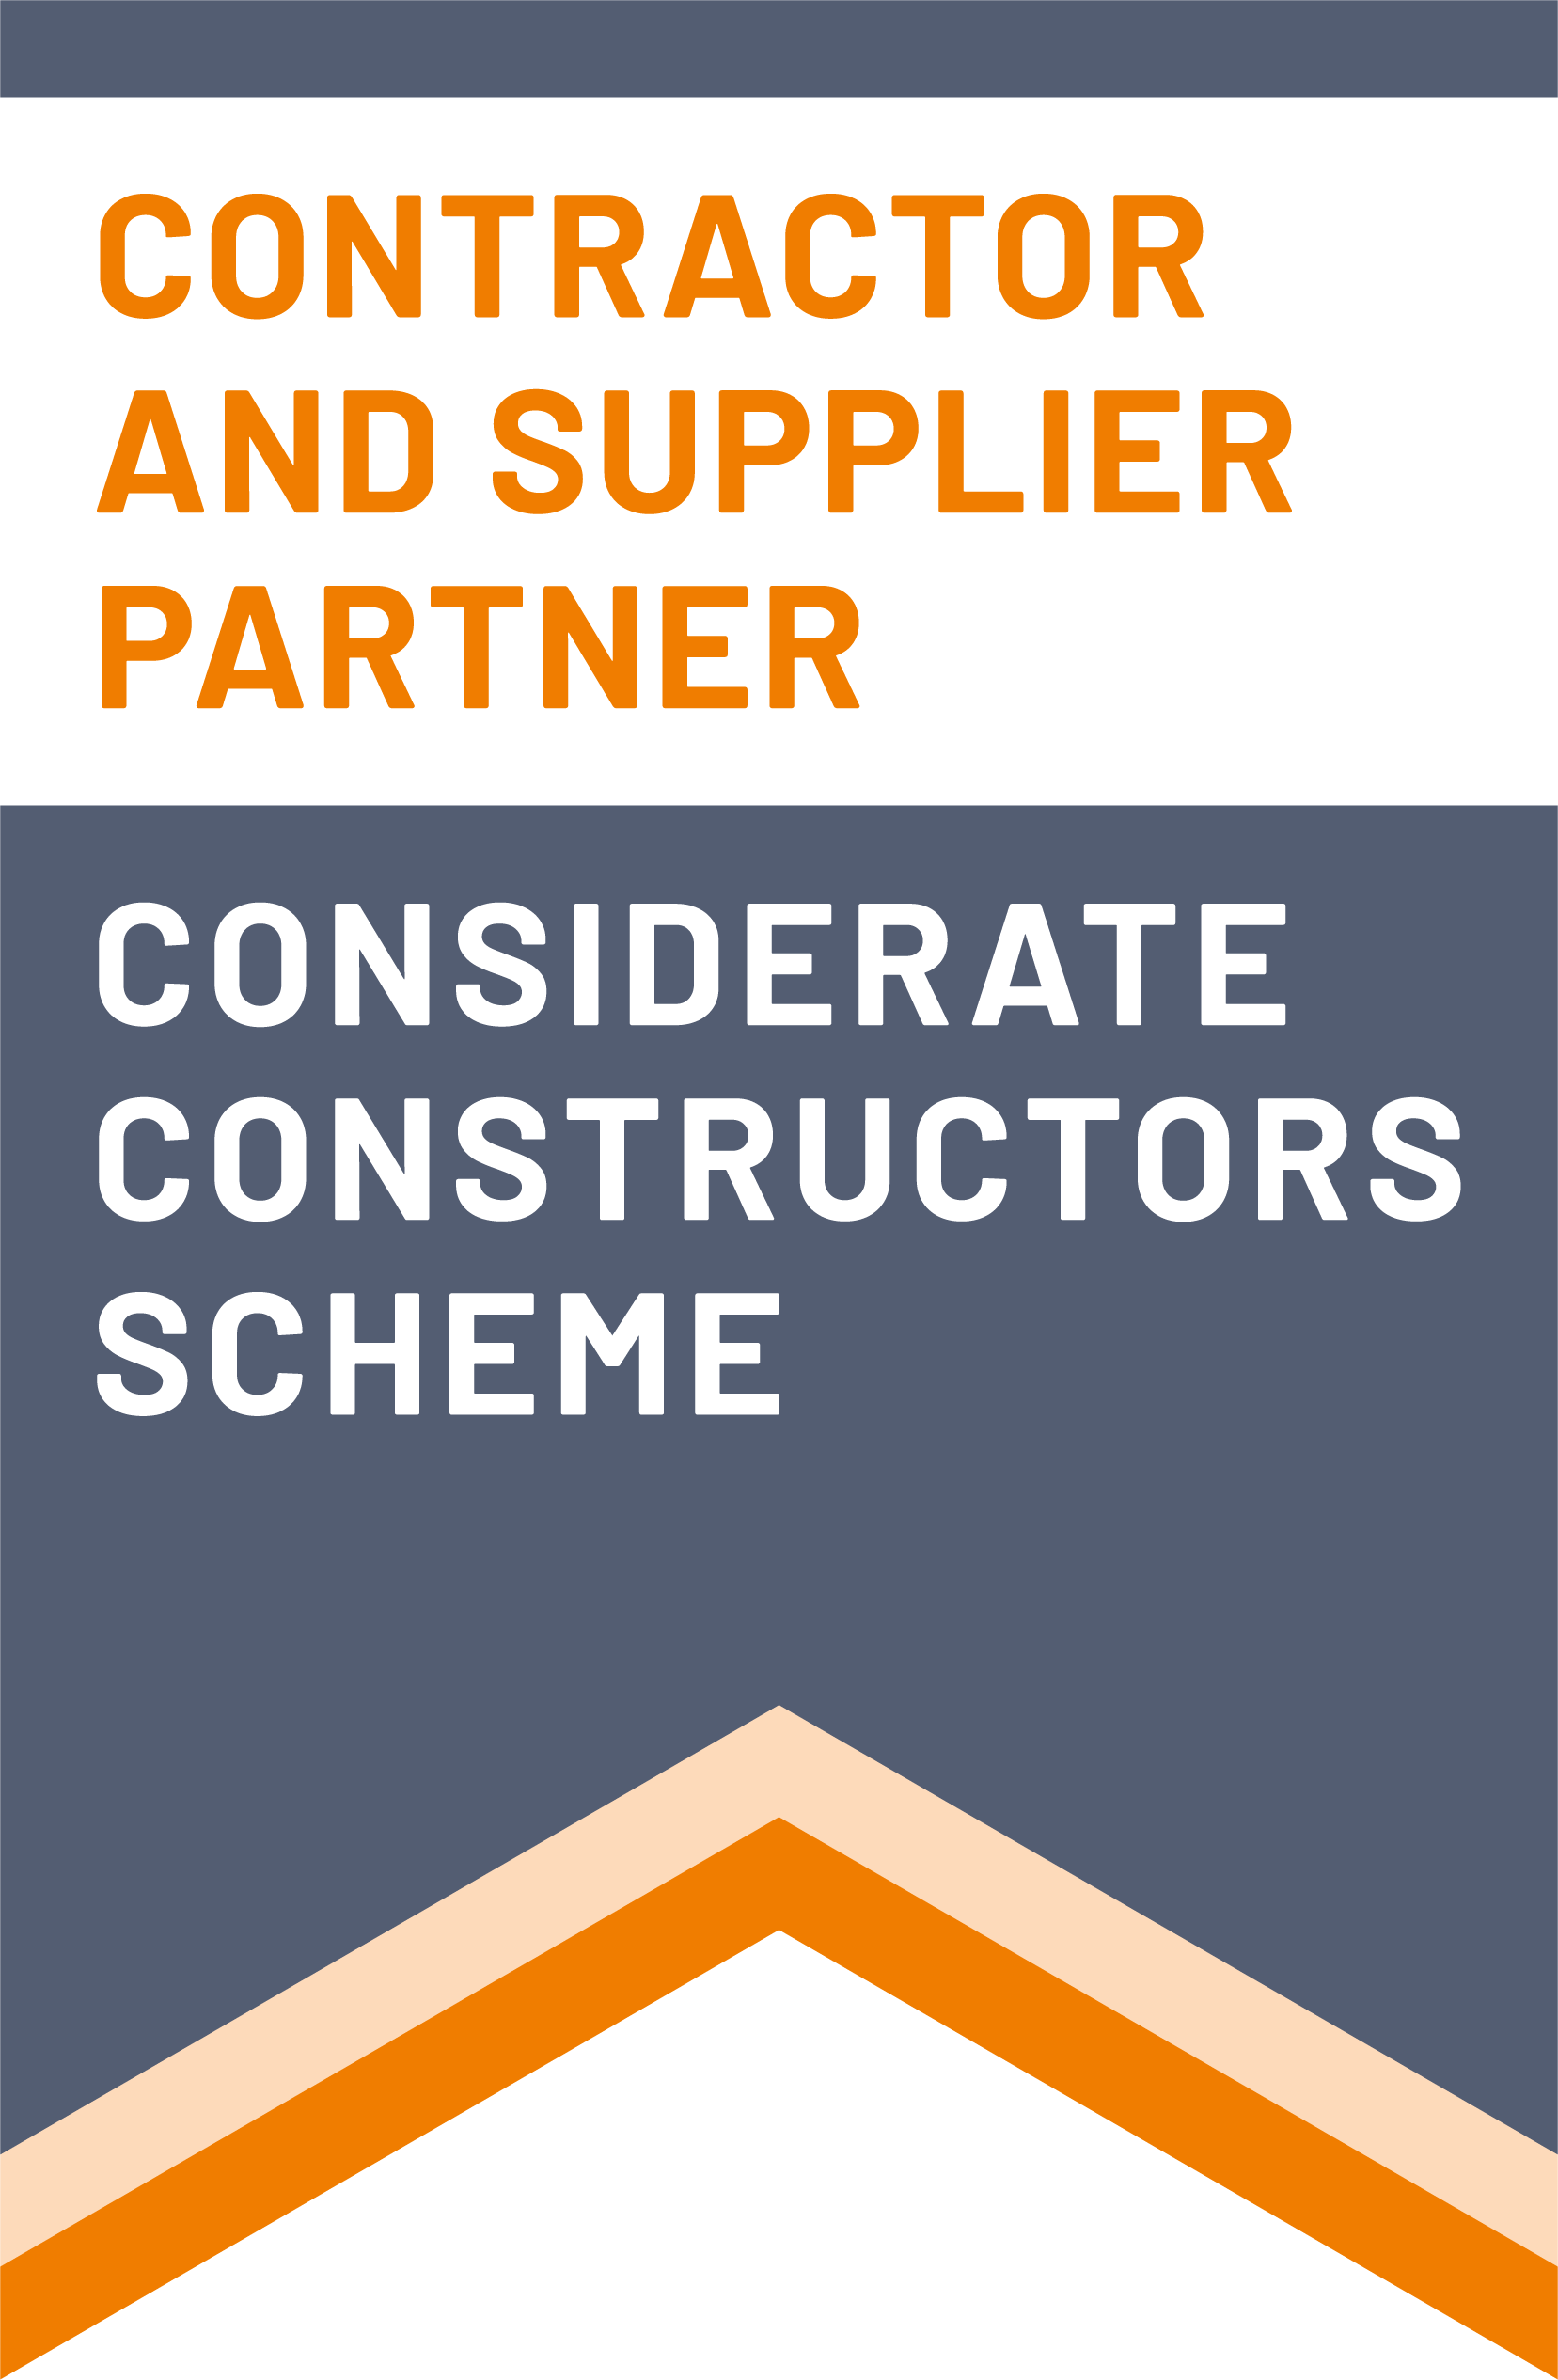 CONTRACTOR
AND SUPPLIER
PARTNER
CONSIDERATE
CONSTRUCTORS
SCHEME